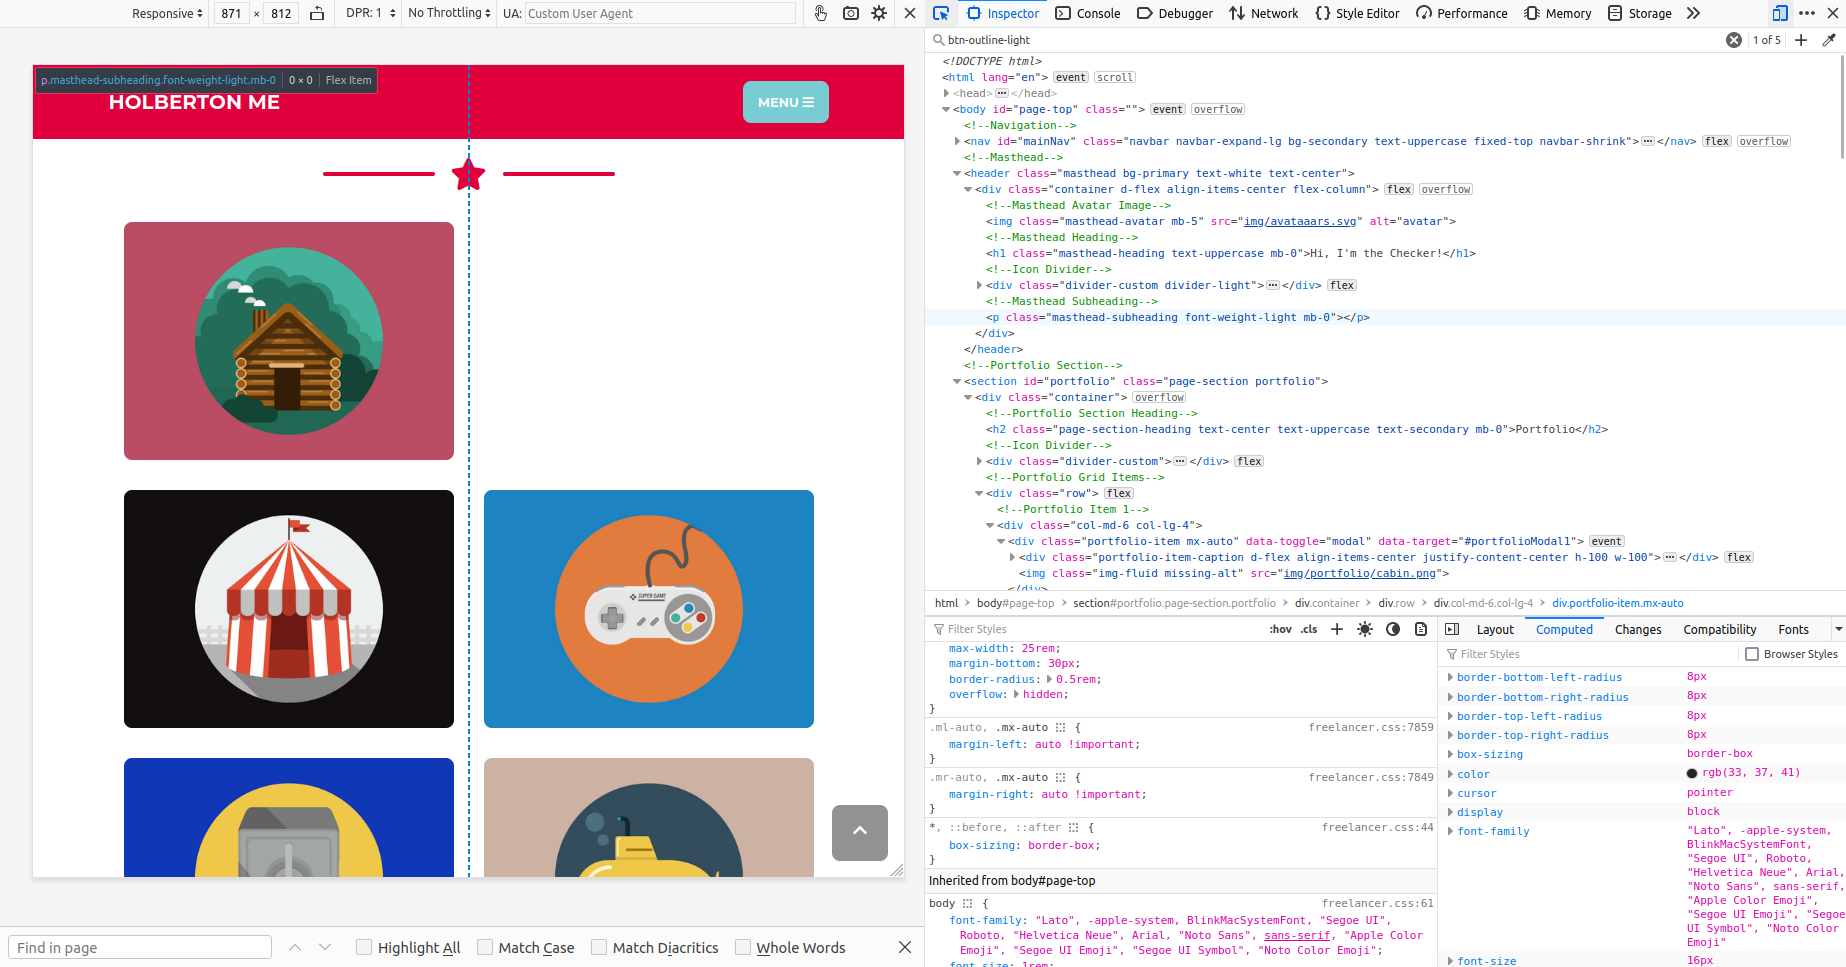 Responsive 871 × 812 DPR: 1 No Throttling UA: Custom User Agent
p.masthead-subheading.font-weight-light.mb-0 0 × 0 Flex Item
HOLBERTON ME
MENU
SUPER GAME
Find in page Highlight All Match Case Match Diacritics Whole Words
Inspector Console Debugger Network Style Editor Performance Memory Storage
btn-outline-light 1 of 5
<!DOCTYPE html>
<html lang="en"> event scroll
<head> ··· </head>
<body id="page-top" class=""> event overflow
<!--Navigation-->
<nav id="mainNav" class="navbar navbar-expand-lg bg-secondary text-uppercase fixed-top navbar-shrink"> ··· </nav> flex overflow
<!--Masthead-->
<header class="masthead bg-primary text-white text-center">
<div class="container d-flex align-items-center flex-column"> flex overflow
<!--Masthead Avatar Image-->
<img class="masthead-avatar mb-5" src="img/avataaars.svg" alt="avatar">
<!--Masthead Heading-->
<h1 class="masthead-heading text-uppercase mb-0">Hi, I'm the Checker!</h1>
<!--Icon Divider-->
<div class="divider-custom divider-light"> ··· </div> flex
<!--Masthead Subheading-->
<p class="masthead-subheading font-weight-light mb-0"></p>
</div>
</header>
<!--Portfolio Section-->
<section id="portfolio" class="page-section portfolio">
<div class="container"> overflow
<!--Portfolio Section Heading-->
<h2 class="page-section-heading text-center text-uppercase text-secondary mb-0">Portfolio</h2>
<!--Icon Divider-->
<div class="divider-custom"> ··· </div> flex
<!--Portfolio Grid Items-->
<div class="row"> flex
<!--Portfolio Item 1-->
<div class="col-md-6 col-lg-4">
<div class="portfolio-item mx-auto" data-toggle="modal" data-target="#portfolioModal1"> event
<div class="portfolio-item-caption d-flex align-items-center justify-content-center h-100 w-100"> ··· </div> flex
<img class="img-fluid missing-alt" src="img/portfolio/cabin.png">
</div>
html > body#page-top > section#portfolio.page-section.portfolio > div.container > div.row > div.col-md-6.col-lg-4 > div.portfolio-item.mx-auto
Filter Styles :hov .cls
max-width: 25rem;
margin-bottom: 30px;
border-radius: 0.5rem;
overflow: hidden;
}
.ml-auto, .mx-auto { freelancer.css:7859
margin-left: auto !important;
}
.mr-auto, .mx-auto { freelancer.css:7849
margin-right: auto !important;
}
*, ::before, ::after { freelancer.css:44
box-sizing: border-box;
}
Inherited from body#page-top
body { freelancer.css:61
font-family: "Lato", -apple-system, BlinkMacSystemFont, "Segoe UI",
Roboto, "Helvetica Neue", Arial, "Noto Sans", sans-serif, "Apple Color
Emoji", "Segoe UI Emoji", "Segoe UI Symbol", "Noto Color Emoji";
font-size: 1rem;
Layout Computed Changes Compatibility Fonts
Filter Styles Browser Styles
border-bottom-left-radius 8px
border-bottom-right-radius 8px
border-top-left-radius 8px
border-top-right-radius 8px
box-sizing border-box
color rgb(33, 37, 41)
cursor pointer
display block
font-family "Lato", -apple-system,
BlinkMacSystemFont,
"Segoe UI", Roboto,
"Helvetica Neue", Arial,
"Noto Sans", sans-serif,
"Apple Color Emoji",
"Segoe UI Emoji", "Segoe
UI Symbol", "Noto Color
Emoji"
font-size 16px